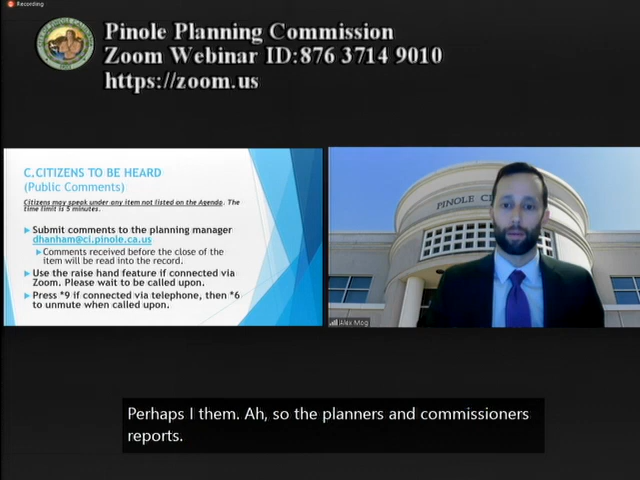 Recording
Pinole Planning Commission
Zoom Webinar ID:876 3714 9010
https://zoom.us
C.CITIZENS TO BE HEARD
(Public Comments)
Citizens may speak under any item not listed on the Agenda. The
time limit is 5 minutes.
Submit comments to the planning manager
dhanham@ci.pinole.ca.us
Comments received before the close of the
item will be read into the record.
Use the raise hand feature if connected via
Zoom. Please wait to be called upon.
Press *9 if connected via telephone, then *6
to unmute when called upon.
PINOLE C
Alex Mog
Perhaps I them. Ah, so the planners and commissioners
reports.